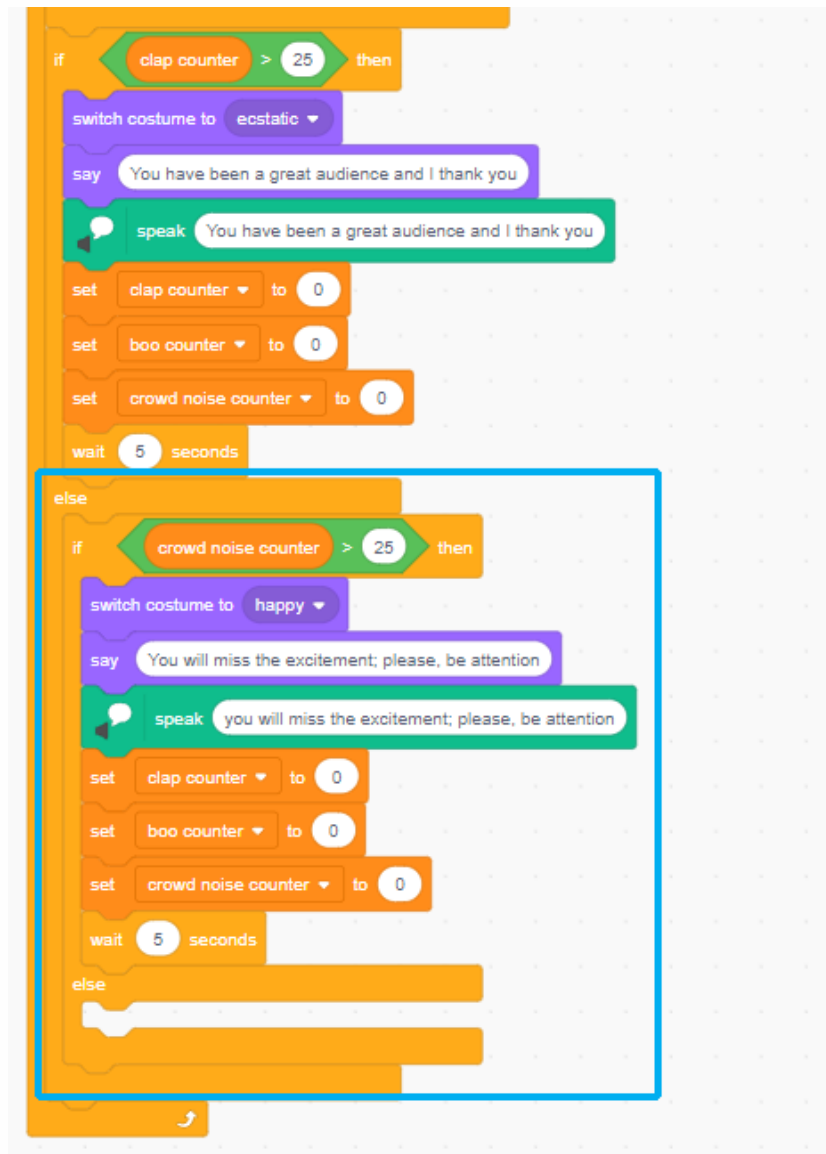 if clap counter > 25 then
switch costume to ecstatic
say You have been a great audience and I thank you
speak You have been a great audience and I thank you
set clap counter to 0
set boo counter to 0
set crowd noise counter to 0
wait 5 seconds
else
if crowd noise counter > 25 then
switch costume to happy
say You will miss the excitement; please, be attention
speak you will miss the excitement; please, be attention
set clap counter to 0
set boo counter to 0
set crowd noise counter to 0
wait 5 seconds
else